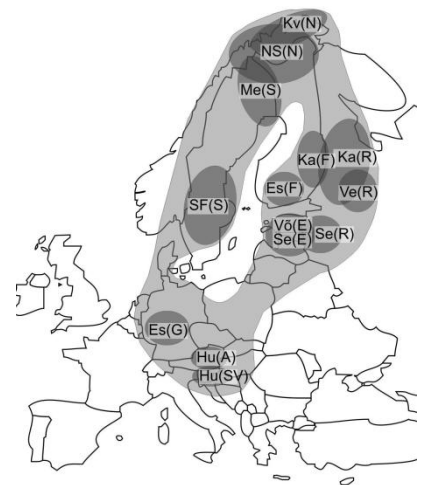 Kv(N)
NS(N)
Me(S)
Ka(F)
Ka(R)
Es(F)
Ve(R)
SF(S)
Võ(E)
Se(E)
Se(R)
Es(G)
Hu(A)
Hu(SV)